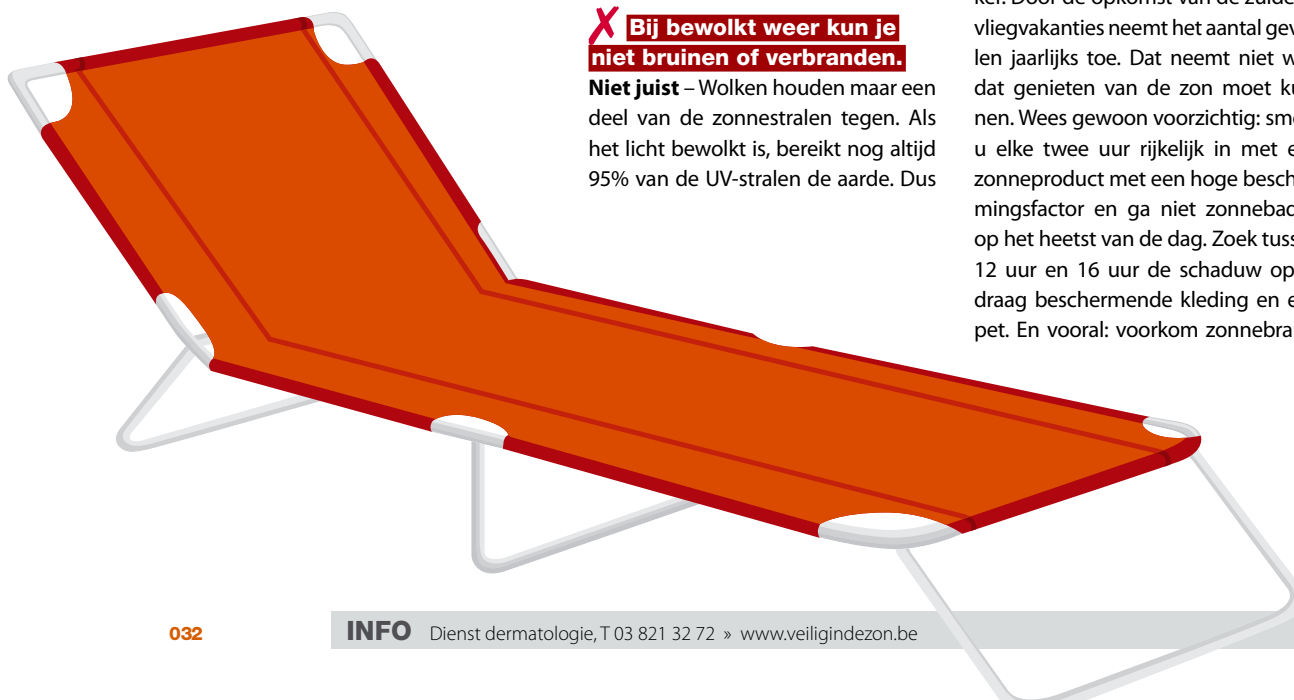 ✗ Bij bewolkt weer kun je
niet bruinen of verbranden.
Niet juist – Wolken houden maar een
deel van de zonnestralen tegen. Als
het licht bewolkt is, bereikt nog altijd
95% van de UV-stralen de aarde. Dus
vliegvakanties neemt het aantal gev
len jaarlijks toe. Dat neemt niet w
dat genieten van de zon moet ku
nen. Wees gewoon voorzichtig: sme
u elke twee uur rijkelijk in met e
zonneproduct met een hoge besch
mingsfactor en ga niet zonnebad
op het heetst van de dag. Zoek tuss
12 uur en 16 uur de schaduw op
draag beschermende kleding en e
pet. En vooral: voorkom zonnebra
032
INFO Dienst dermatologie, T 03 821 32 72 » www.veiligindezon.be